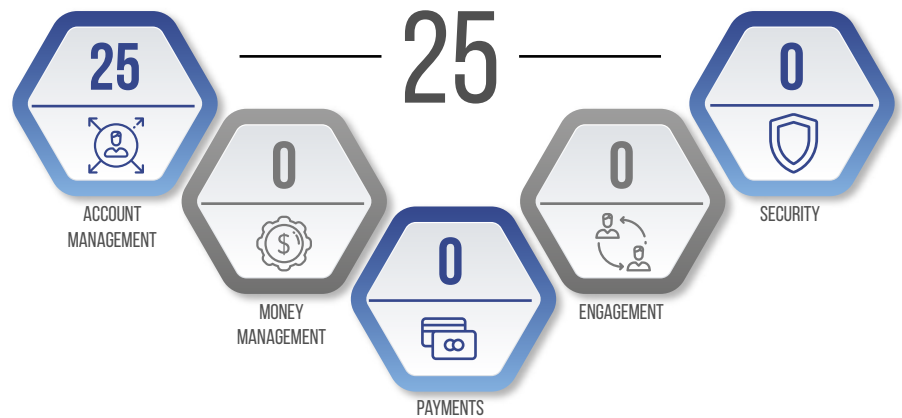 25
25
0
0
0
0
$
ACCOUNT
MANAGEMENT
SECURITY
MONEY
MANAGEMENT
ENGAGEMENT
PAYMENTS